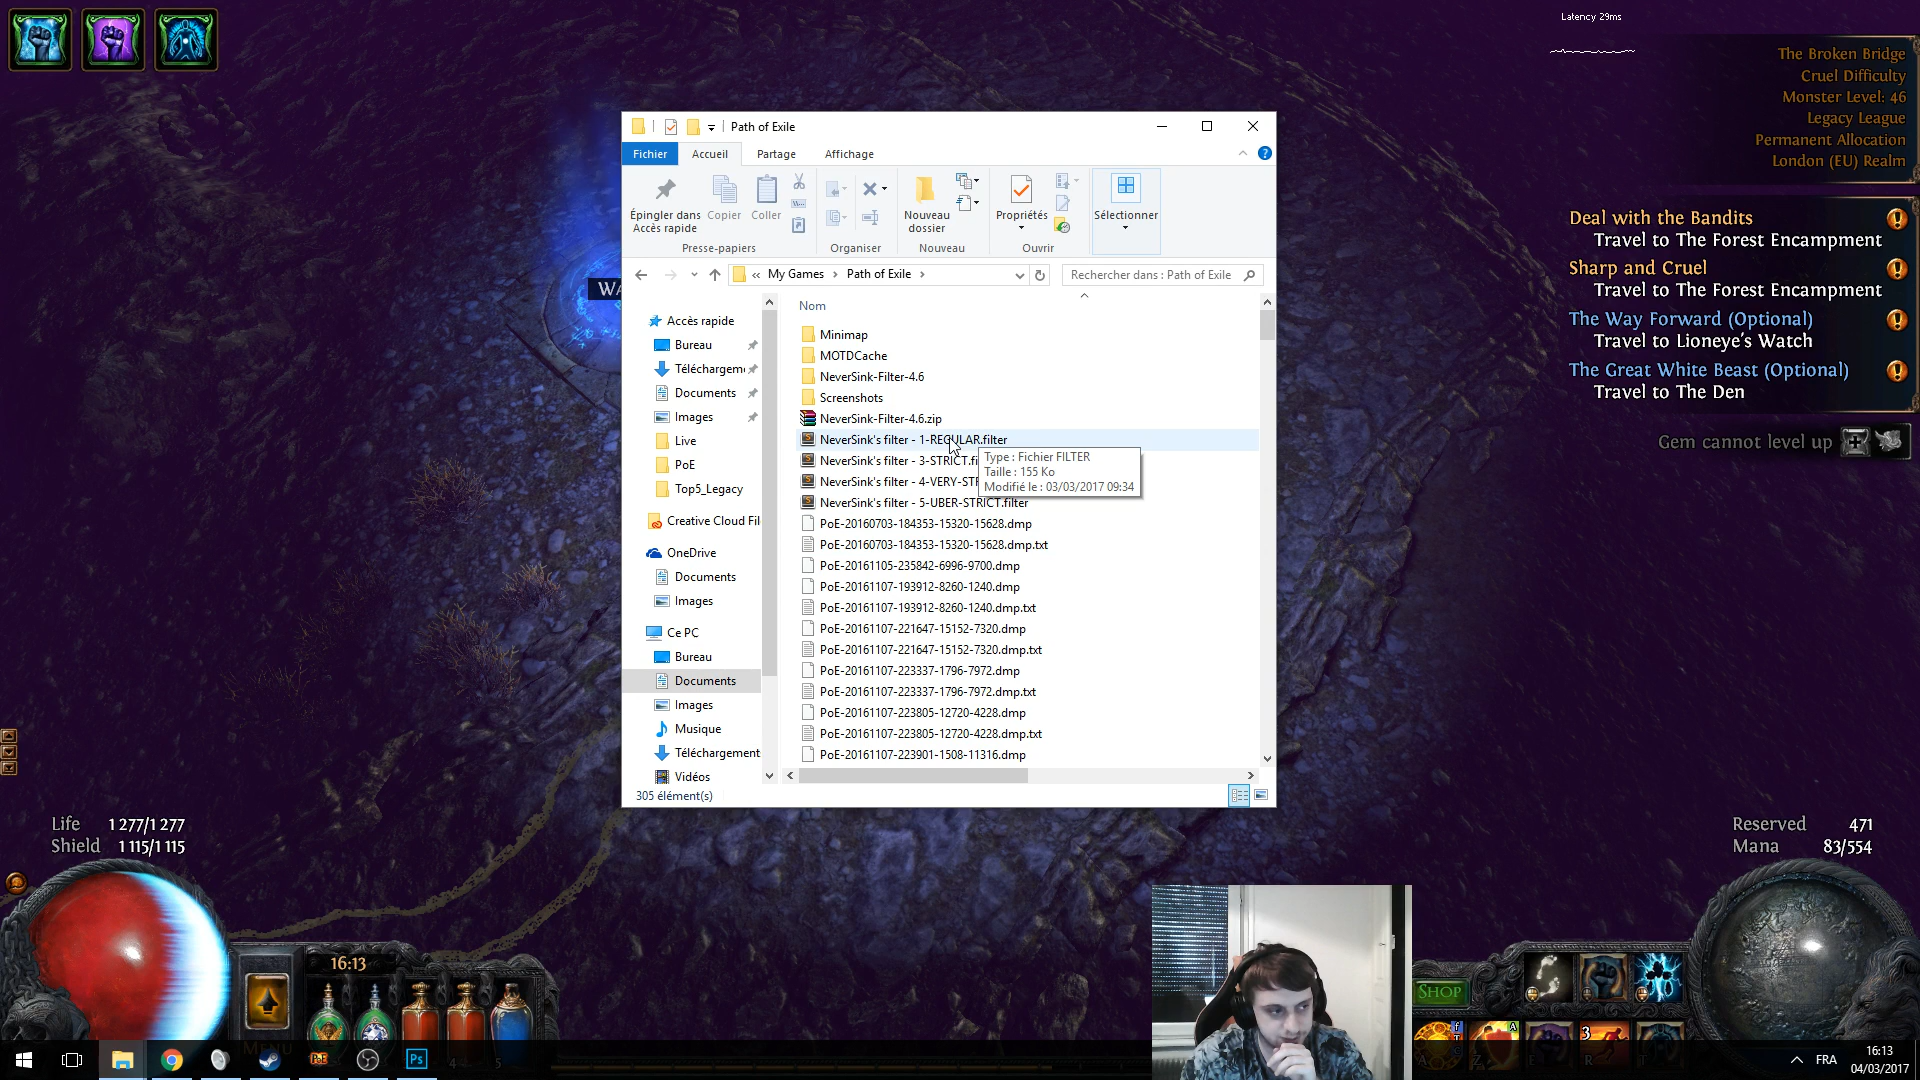 Latency 29ms
The Broken Bridge
Cruel Difficulty
Monster Level: 46
Legacy League
Permanent Allocation
London (EU) Realm
Deal with the Bandits
Travel to The Forest Encampment
Sharp and Cruel
Travel to The Forest Encampment
The Way Forward (Optional)
Travel to Lioneye's Watch
The Great White Beast (Optional)
Travel to The Den
Gem cannot level up
Path of Exile
Fichier
Accueil
Partage
Affichage
Épingler dans Accès rapide
Copier
Coller
Presse-papiers
Organiser
Nouveau dossier
Nouveau
Propriétés
Ouvrir
Sélectionner
« My Games > Path of Exile >
Rechercher dans : Path of Exile
Accès rapide
Bureau
Téléchargem
Documents
Images
Live
PoE
Top5_Legacy
Creative Cloud Fil
OneDrive
Documents
Images
Ce PC
Bureau
Documents
Images
Musique
Téléchargement
Vidéos
Nom
Minimap
MOTDCache
NeverSink-Filter-4.6
Screenshots
NeverSink-Filter-4.6.zip
NeverSink's filter - 1-REGULAR.filter
NeverSink's filter - 3-STRICT.fi
NeverSink's filter - 4-VERY-STR
NeverSink's filter - 5-UBER-STRICT.filter
Type : Fichier FILTER
Taille : 155 Ko
Modifié le : 03/03/2017 09:34
PoE-20160703-184353-15320-15628.dmp
PoE-20160703-184353-15320-15628.dmp.txt
PoE-20161105-235842-6996-9700.dmp
PoE-20161107-193912-8260-1240.dmp
PoE-20161107-193912-8260-1240.dmp.txt
PoE-20161107-221647-15152-7320.dmp
PoE-20161107-221647-15152-7320.dmp.txt
PoE-20161107-223337-1796-7972.dmp
PoE-20161107-223337-1796-7972.dmp.txt
PoE-20161107-223805-12720-4228.dmp
PoE-20161107-223805-12720-4228.dmp.txt
PoE-20161107-223901-1508-11316.dmp
305 élément(s)
Wa
Life 1 277/1 277
Shield 1 115/1 115
Reserved 471
Mana 83/554
16:13
SHOP
Ps
FRA
16:13
04/03/2017